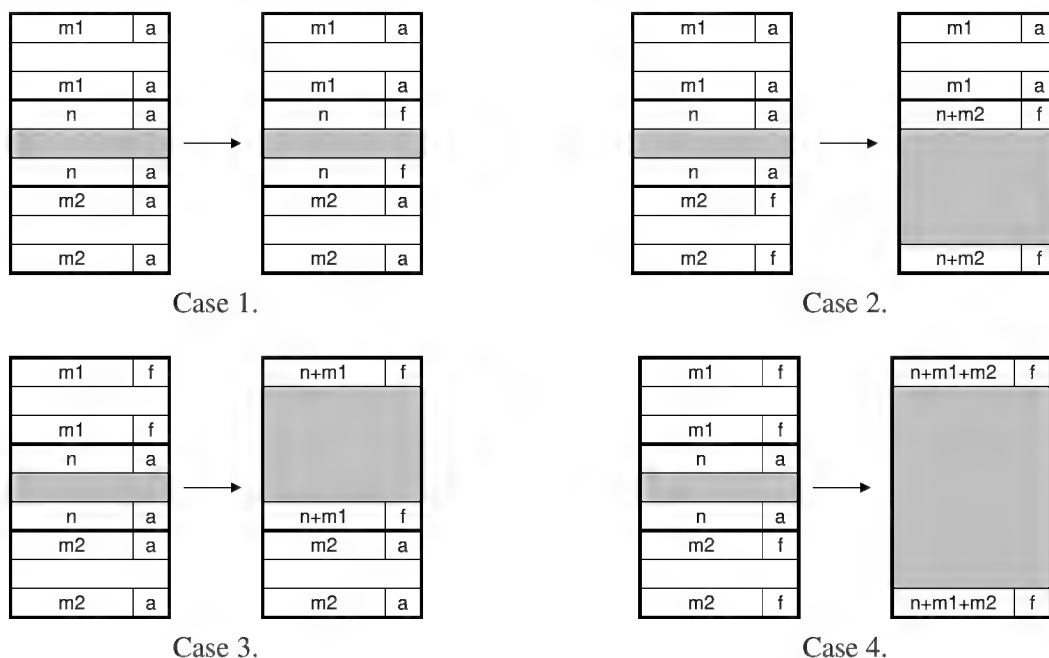 m1 a
m1 a
n a
n a
m2 a
m2 a
m1 a
m1 a
n f
n f
m2 a
m2 a
Case 1.
m1 a
m1 a
n a
n a
m2 f
m2 f
m1 a
m1 a
n+m2 f
n+m2 f
Case 2.
m1 f
m1 f
n a
n a
m2 a
m2 a
n+m1 f
n+m1 f
m2 a
m2 a
Case 3.
m1 f
m1 f
n a
n a
m2 f
m2 f
n+m1+m2 f
n+m1+m2 f
Case 4.